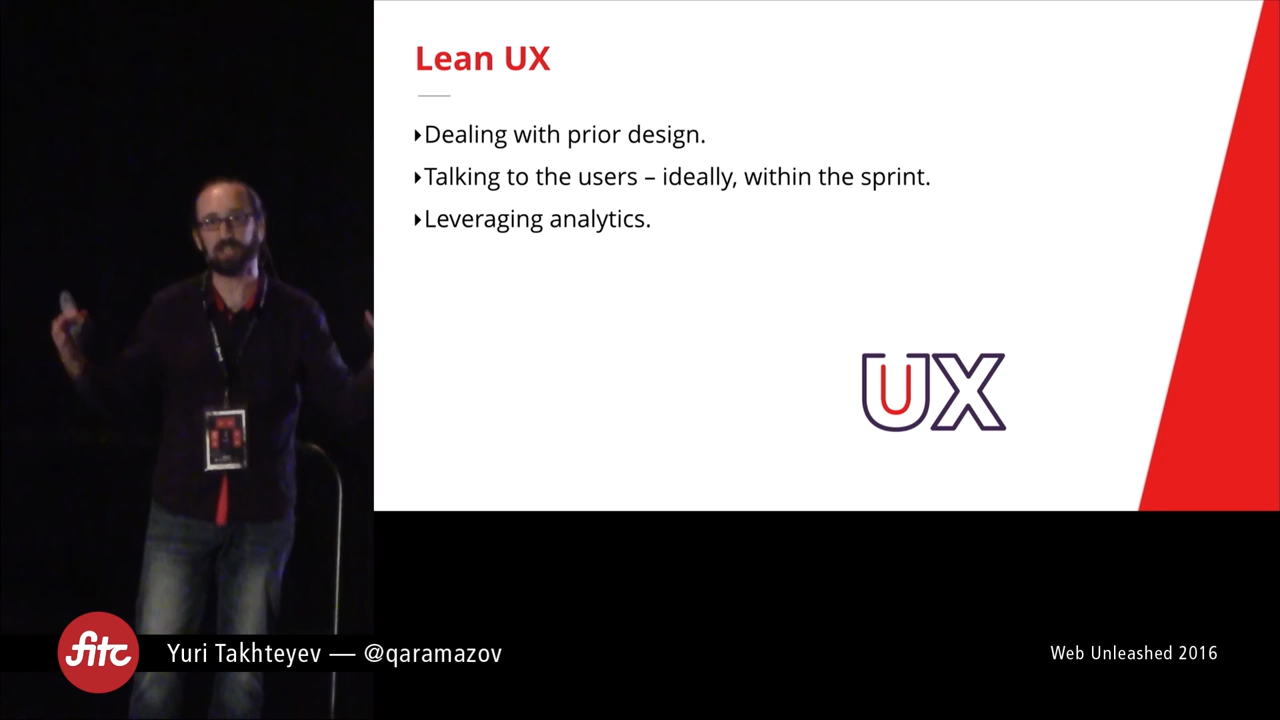 Lean UX
Dealing with prior design.
Talking to the users – ideally, within the sprint.
Leveraging analytics.
UX
fitc
Yuri Takhteyev — @qaramazov
Web Unleashed 2016